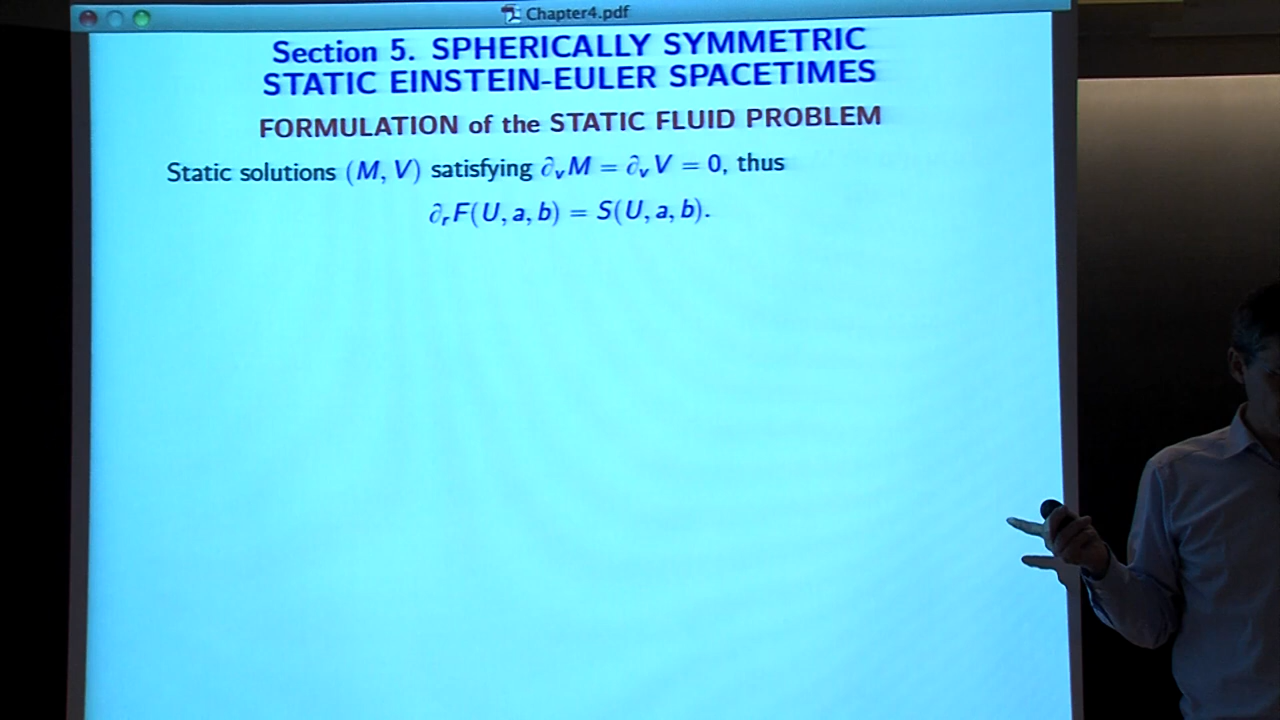 Chapter4.pdf
Section 5. SPHERICALLY SYMMETRIC
STATIC EINSTEIN-EULER SPACETIMES
FORMULATION of the STATIC FLUID PROBLEM
Static solutions (M, V) satisfying ∂ᵥM = ∂ᵥV = 0, thus
∂ᵣF(U, a, b) = S(U, a, b).